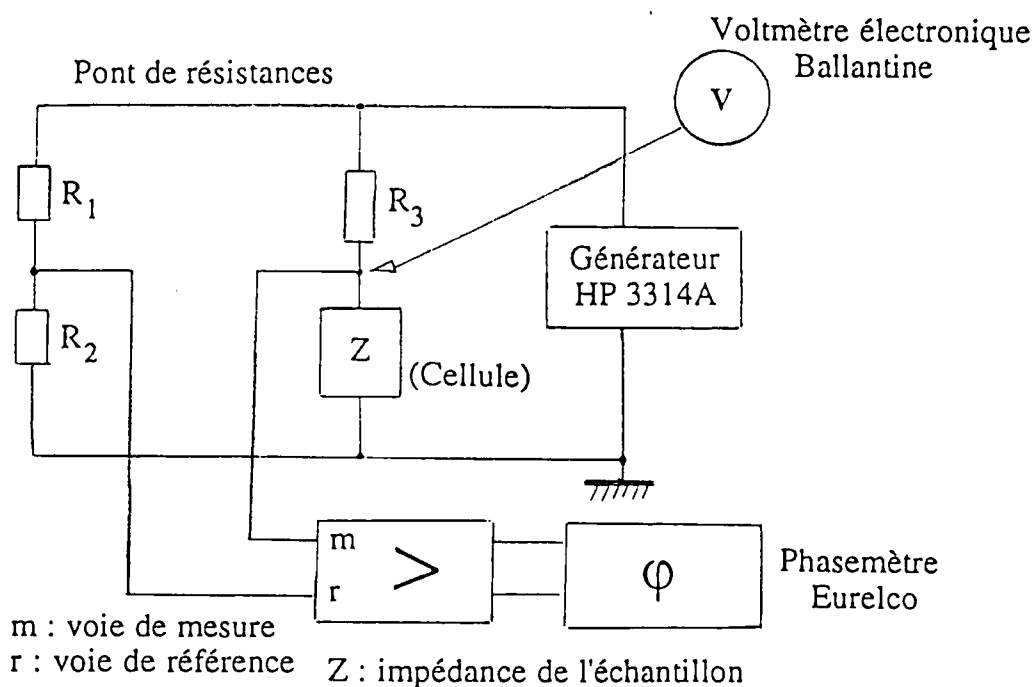 Voltmètre électronique
Ballantine
Pont de résistances
V
R1
R3
Générateur
HP 3314A
R2
Z
(Cellule)
m
r
>
φ
Phasemètre
Eurelco
m : voie de mesure
r : voie de référence
Z : impédance de l'échantillon